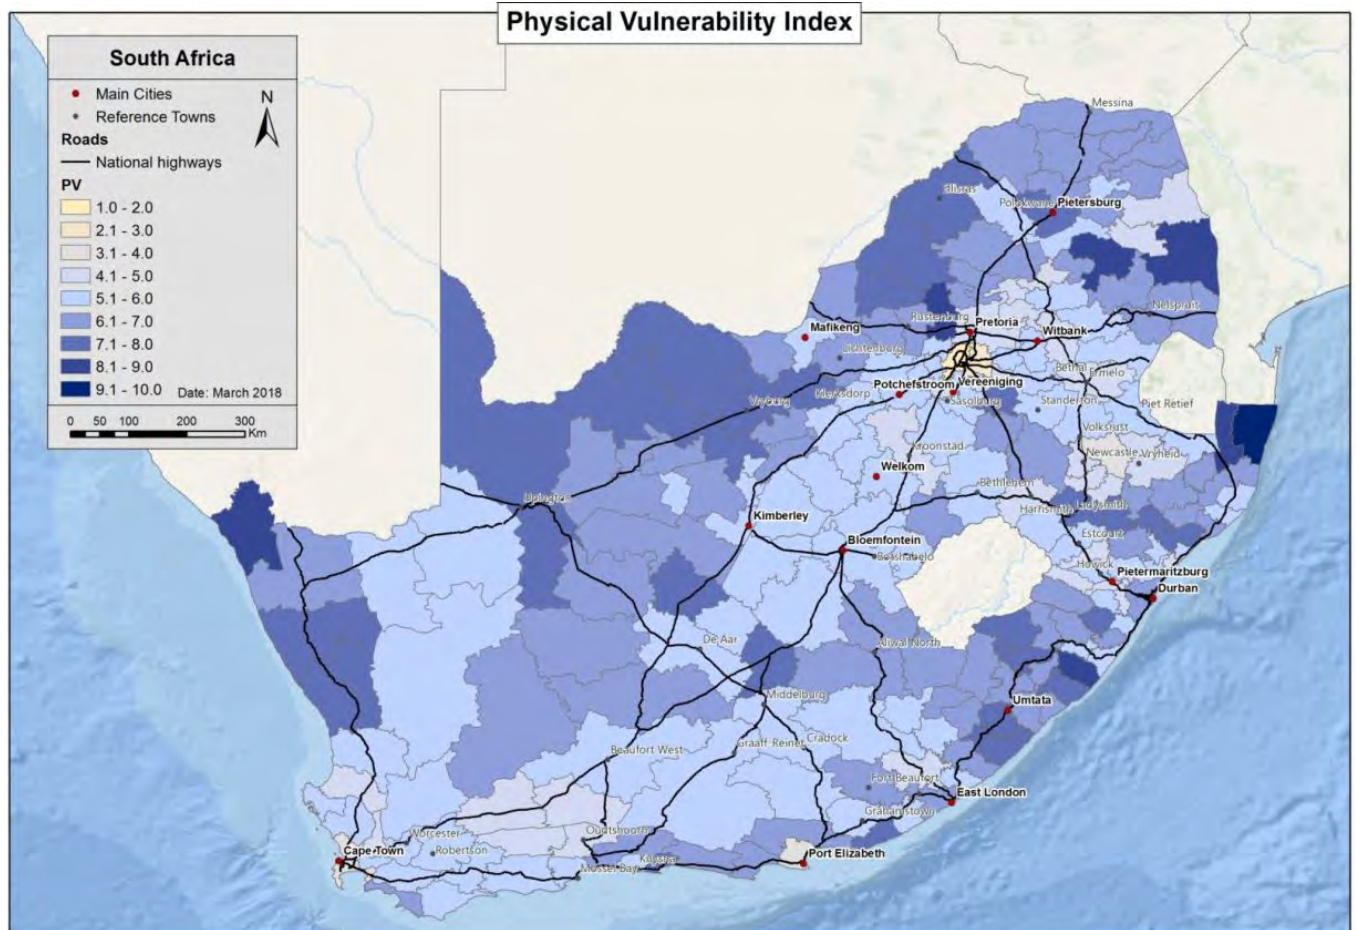 Physical Vulnerability Index
South Africa
Main Cities
N
Reference Towns
Roads
National highways
PV
1.0 - 2.0
2.1 - 3.0
3.1 - 4.0
4.1 - 5.0
5.1 - 6.0
6.1 - 7.0
7.1 - 8.0
8.1 - 9.0
9.1 - 10.0
Date: March 2018
0 50 100 200 300
Km
Messina
Ellisras
Polokwane
Pietersburg
Nelspruit
Rustenburg
Pretoria
Mafikeng
Witbank
Lichtenburg
Bethal
Ermelo
Potchefstroom
Vereeniging
Klerksdorp
Vryburg
Sasolburg
Standerton
Piet Retief
Volksrust
Kroonstad
Newcastle
Vryheid
Welkom
Bethlehem
Upington
Harrismith
Ladysmith
Kimberley
Estcourt
Bloemfontein
Botshabelo
Howick
Pietermaritzburg
Durban
De Aar
Aliwal North
Middelburg
Umtata
Beaufort West
Graaff Reinet
Cradock
Fort Beaufort
East London
Grahamstown
Oudtshoorn
Worcester
Cape Town
Robertson
Knysna
Port Elizabeth
Mossel Bay